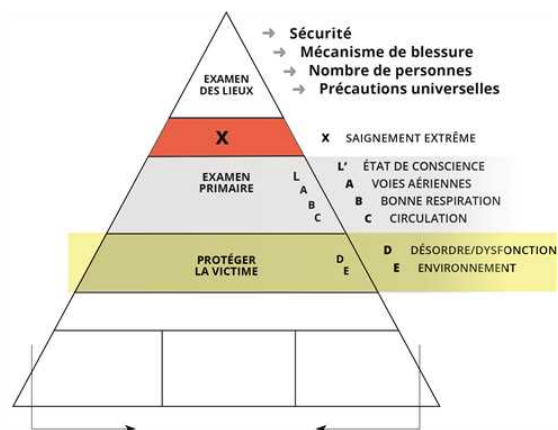 ➔ Sécurité
➔ Mécanisme de blessure
➔ Nombre de personnes
➔ Précautions universelles
EXAMEN
DES LIEUX
X
X SAIGNEMENT EXTRÊME
EXAMEN
PRIMAIRE
L
A
B
C
L' ÉTAT DE CONSCIENCE
A VOIES AÉRIENNES
B BONNE RESPIRATION
C CIRCULATION
PROTÉGER
LA VICTIME
D
E
D DÉSORDRE/DYSFONCTION
E ENVIRONNEMENT